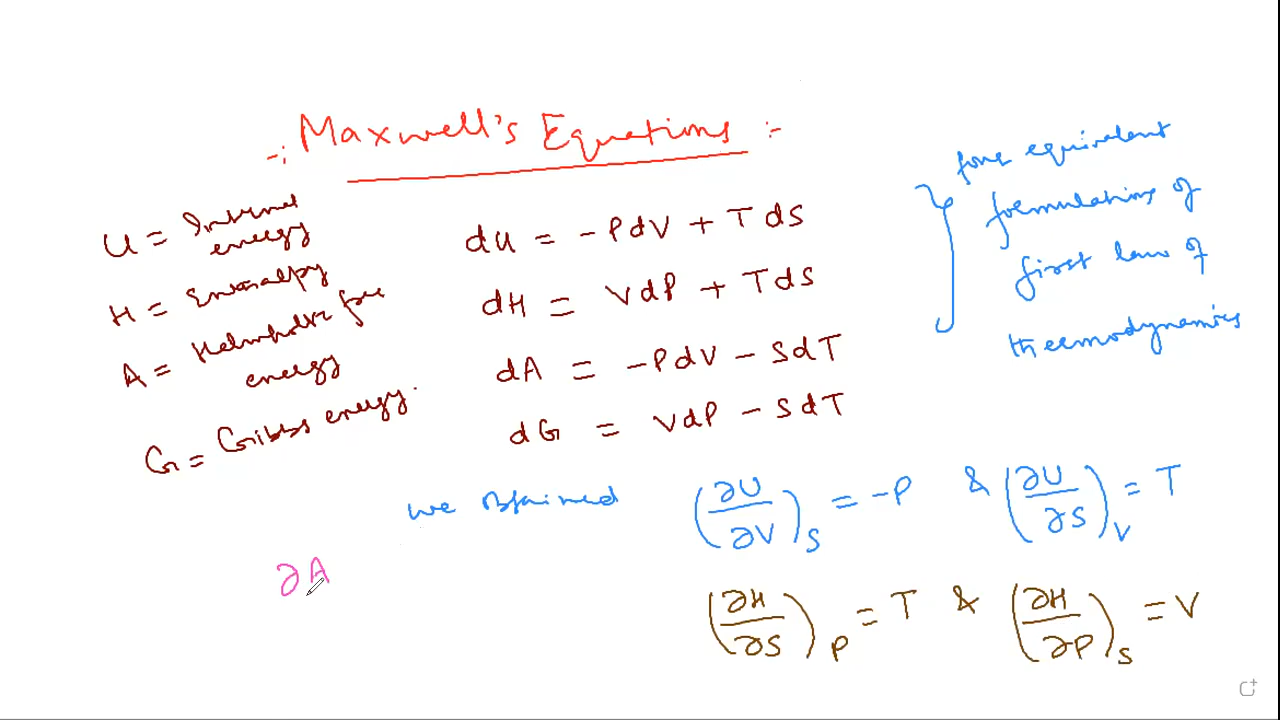 -: Maxwell's Equations :-
U = Internal energy
H = Enthalpy
A = Helmholtz free energy
G = Gibbs energy.
dU = -PdV + TdS
dH = VdP + TdS
dA = -PdV - SdT
dG = VdP - SdT
} four equivalent
formulations of
first law of
thermodynamics
we obtained (∂U/∂V)_S = -P & (∂U/∂S)_V = T
(∂H/∂S)_P = T & (∂H/∂P)_S = V
∂A